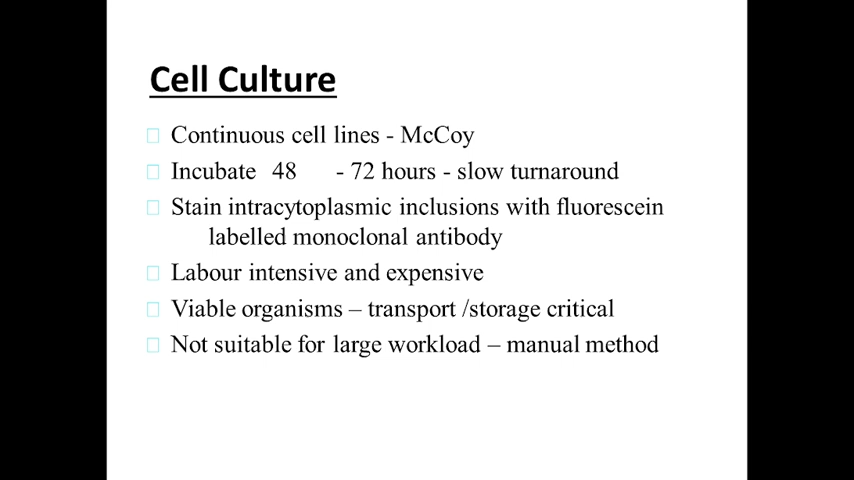 Cell Culture
Continuous cell lines - McCoy
Incubate 48 - 72 hours - slow turnaround
Stain intracytoplasmic inclusions with fluorescein
labelled monoclonal antibody
Labour intensive and expensive
Viable organisms – transport /storage critical
Not suitable for large workload – manual method